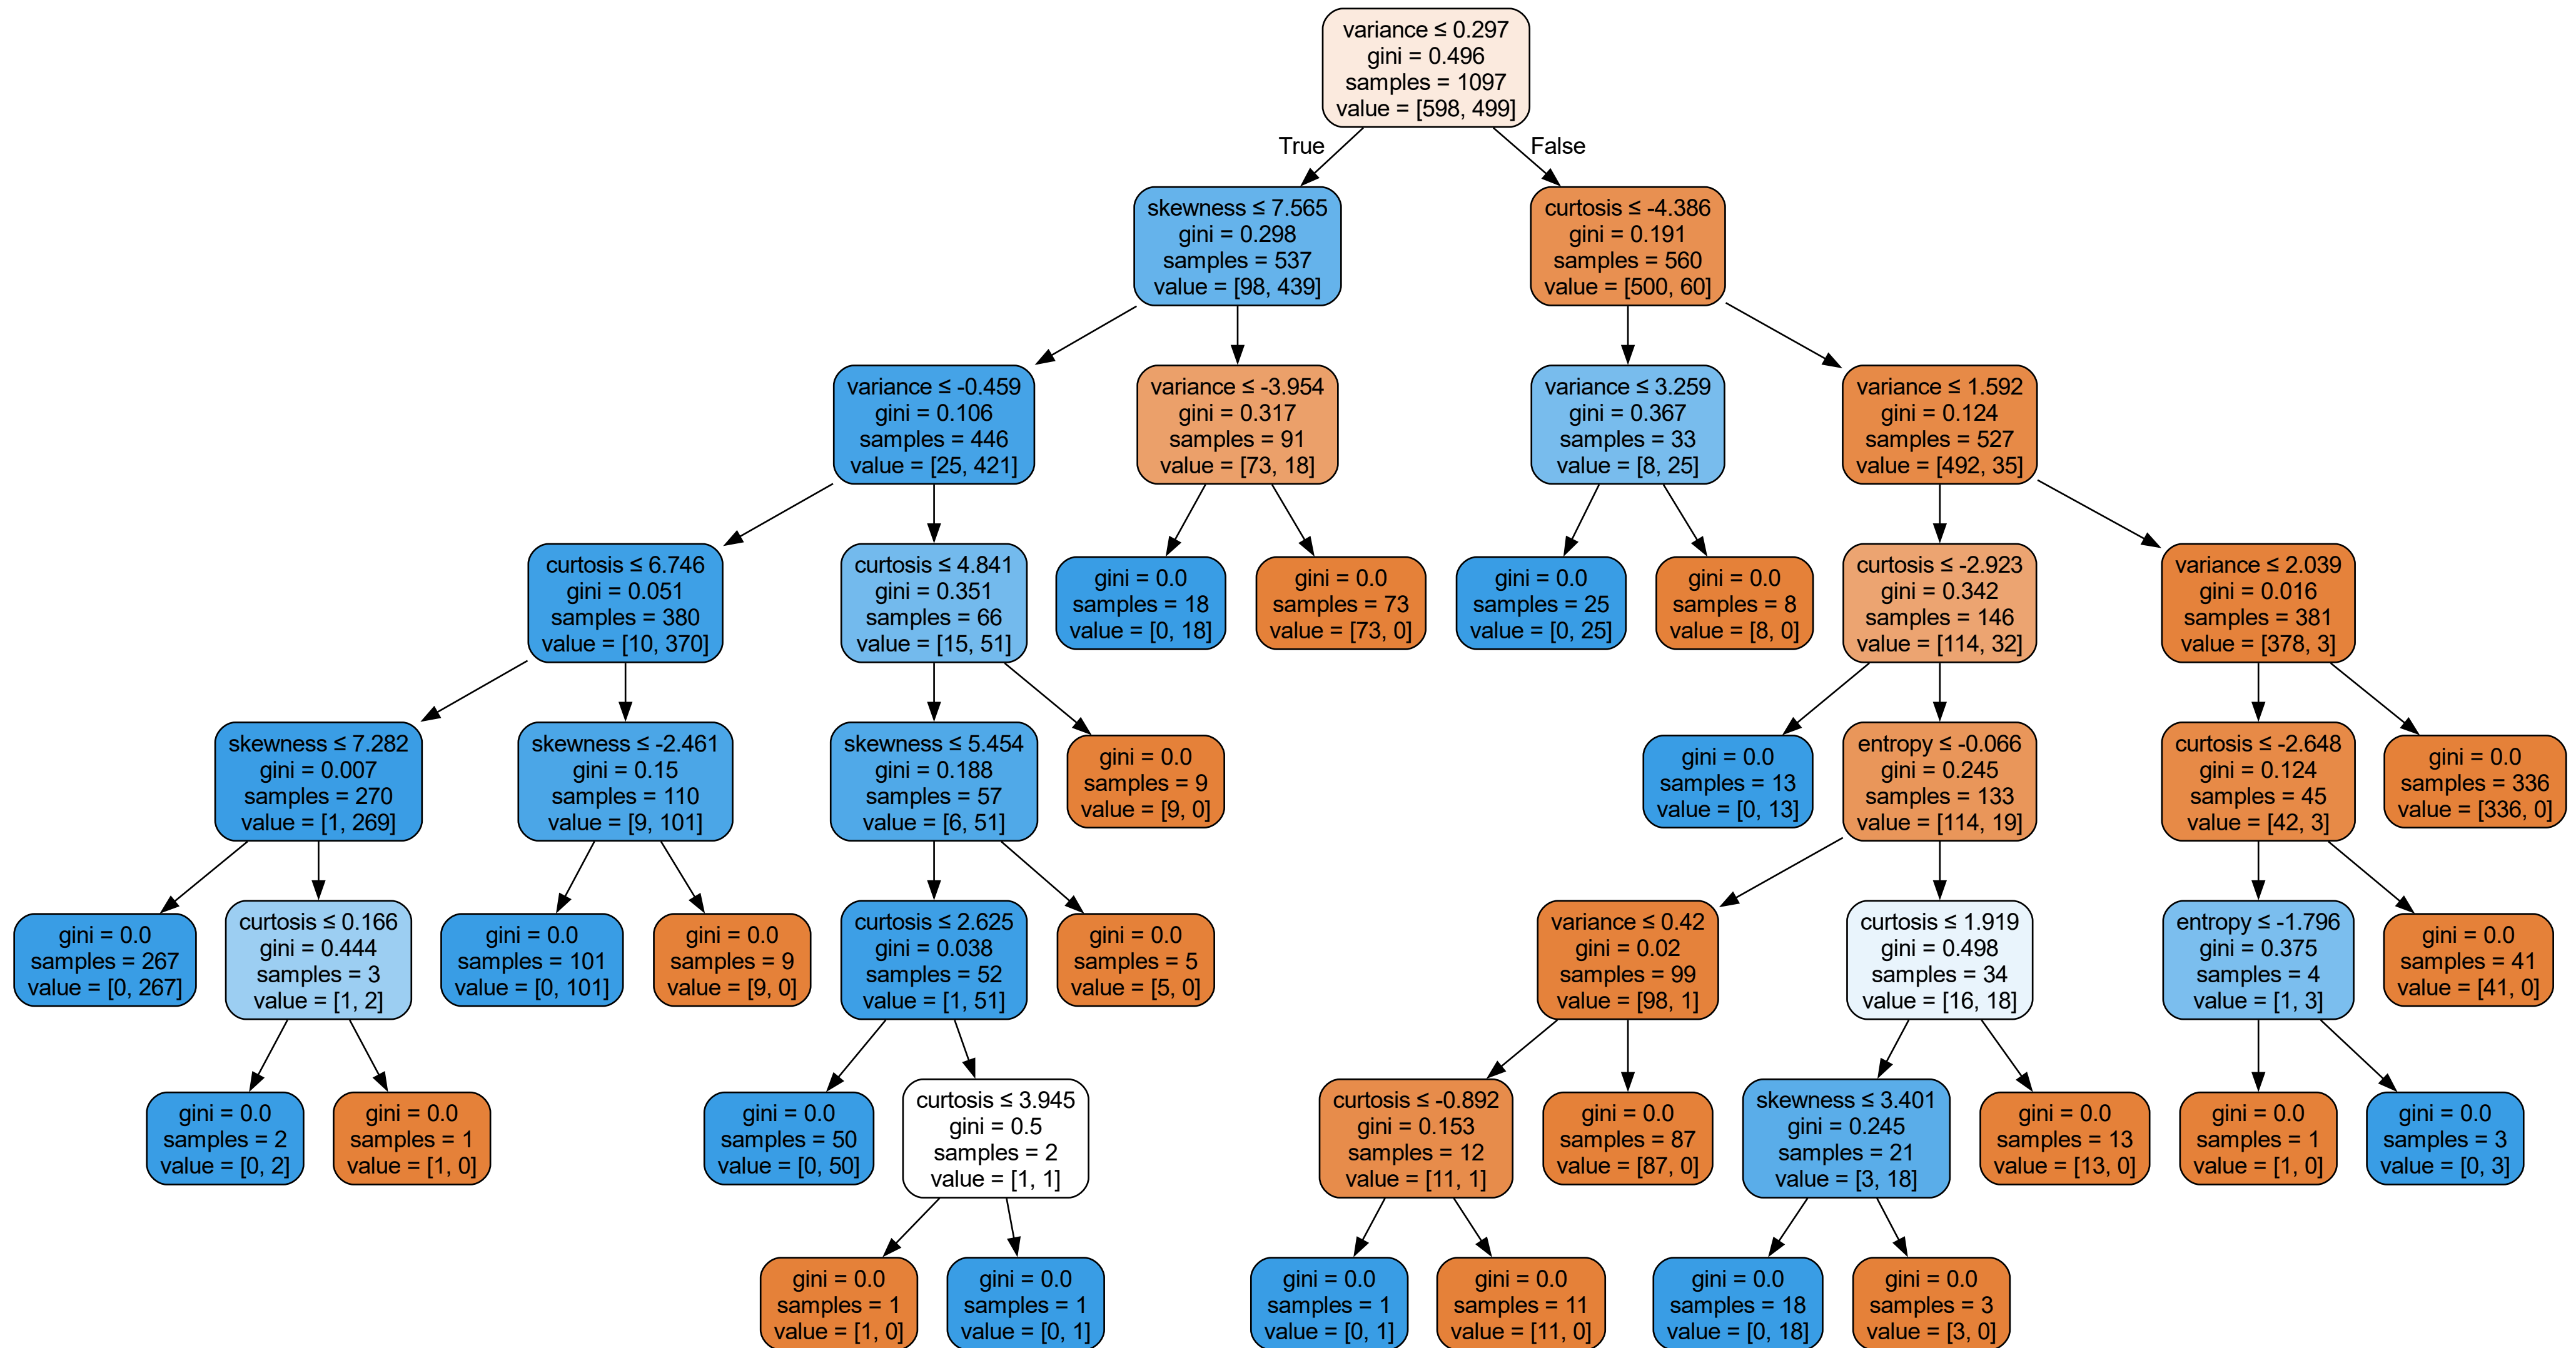 variance ≤ 0.297
gini = 0.496
samples = 1097
value = [598, 499]
True
False
skewness ≤ 7.565
gini = 0.298
samples = 537
value = [98, 439]
curtosis ≤ -4.386
gini = 0.191
samples = 560
value = [500, 60]
variance ≤ -0.459
gini = 0.106
samples = 446
value = [25, 421]
variance ≤ -3.954
gini = 0.317
samples = 91
value = [73, 18]
variance ≤ 3.259
gini = 0.367
samples = 33
value = [8, 25]
variance ≤ 1.592
gini = 0.124
samples = 527
value = [492, 35]
curtosis ≤ 6.746
gini = 0.051
samples = 380
value = [10, 370]
curtosis ≤ 4.841
gini = 0.351
samples = 66
value = [15, 51]
gini = 0.0
samples = 18
value = [0, 18]
gini = 0.0
samples = 73
value = [73, 0]
gini = 0.0
samples = 25
value = [0, 25]
gini = 0.0
samples = 8
value = [8, 0]
curtosis ≤ -2.923
gini = 0.342
samples = 146
value = [114, 32]
variance ≤ 2.039
gini = 0.016
samples = 381
value = [378, 3]
skewness ≤ 7.282
gini = 0.007
samples = 270
value = [1, 269]
skewness ≤ -2.461
gini = 0.15
samples = 110
value = [9, 101]
skewness ≤ 5.454
gini = 0.188
samples = 57
value = [6, 51]
gini = 0.0
samples = 9
value = [9, 0]
gini = 0.0
samples = 13
value = [0, 13]
entropy ≤ -0.066
gini = 0.245
samples = 133
value = [114, 19]
curtosis ≤ -2.648
gini = 0.124
samples = 45
value = [42, 3]
gini = 0.0
samples = 336
value = [336, 0]
gini = 0.0
samples = 267
value = [0, 267]
curtosis ≤ 0.166
gini = 0.444
samples = 3
value = [1, 2]
gini = 0.0
samples = 101
value = [0, 101]
gini = 0.0
samples = 9
value = [9, 0]
curtosis ≤ 2.625
gini = 0.038
samples = 52
value = [1, 51]
gini = 0.0
samples = 5
value = [5, 0]
variance ≤ 0.42
gini = 0.02
samples = 99
value = [98, 1]
curtosis ≤ 1.919
gini = 0.498
samples = 34
value = [16, 18]
entropy ≤ -1.796
gini = 0.375
samples = 4
value = [1, 3]
gini = 0.0
samples = 41
value = [41, 0]
gini = 0.0
samples = 2
value = [0, 2]
gini = 0.0
samples = 1
value = [1, 0]
gini = 0.0
samples = 50
value = [0, 50]
curtosis ≤ 3.945
gini = 0.5
samples = 2
value = [1, 1]
curtosis ≤ -0.892
gini = 0.153
samples = 12
value = [11, 1]
gini = 0.0
samples = 87
value = [87, 0]
skewness ≤ 3.401
gini = 0.245
samples = 21
value = [3, 18]
gini = 0.0
samples = 13
value = [13, 0]
gini = 0.0
samples = 1
value = [1, 0]
gini = 0.0
samples = 3
value = [0, 3]
gini = 0.0
samples = 1
value = [1, 0]
gini = 0.0
samples = 1
value = [0, 1]
gini = 0.0
samples = 1
value = [0, 1]
gini = 0.0
samples = 11
value = [11, 0]
gini = 0.0
samples = 18
value = [0, 18]
gini = 0.0
samples = 3
value = [3, 0]